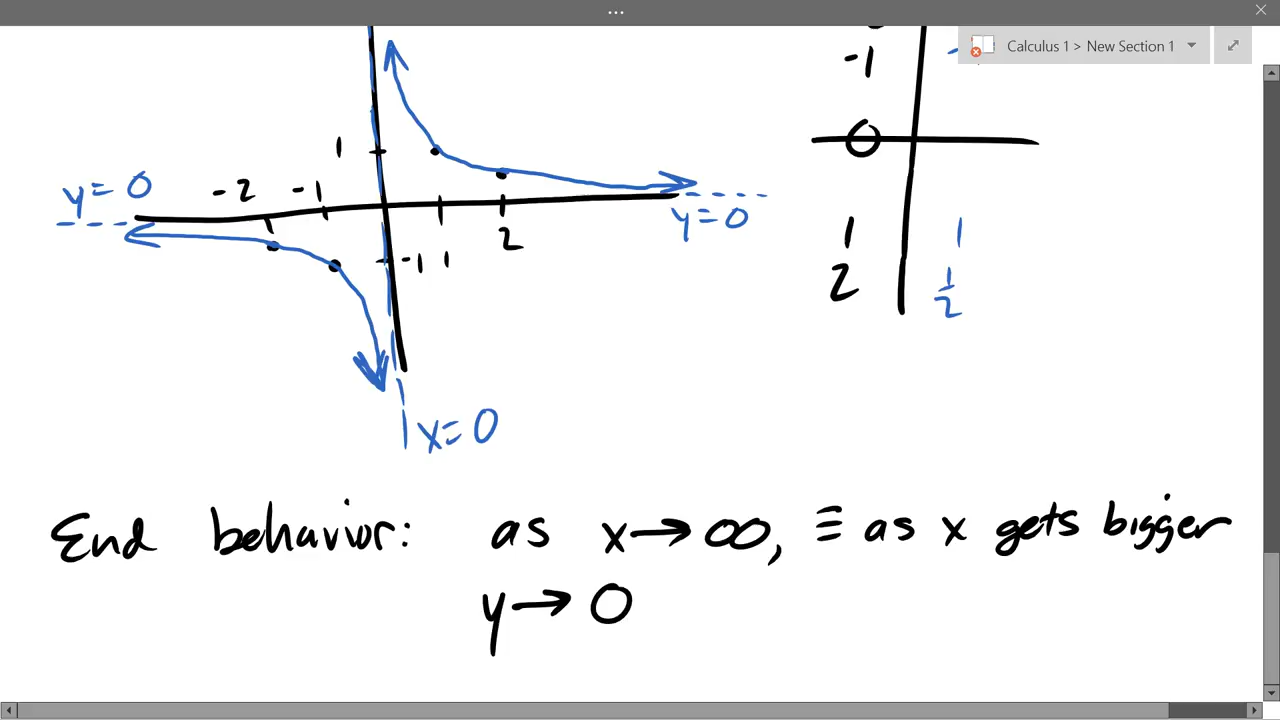 ...
Calculus 1 > New Section 1
-1
1
y=0
-2 -1
0
y=0
2
-1 1
1 1
2 1/2
x=0
End behavior: as x→∞, ≡ as x gets bigger
y→0